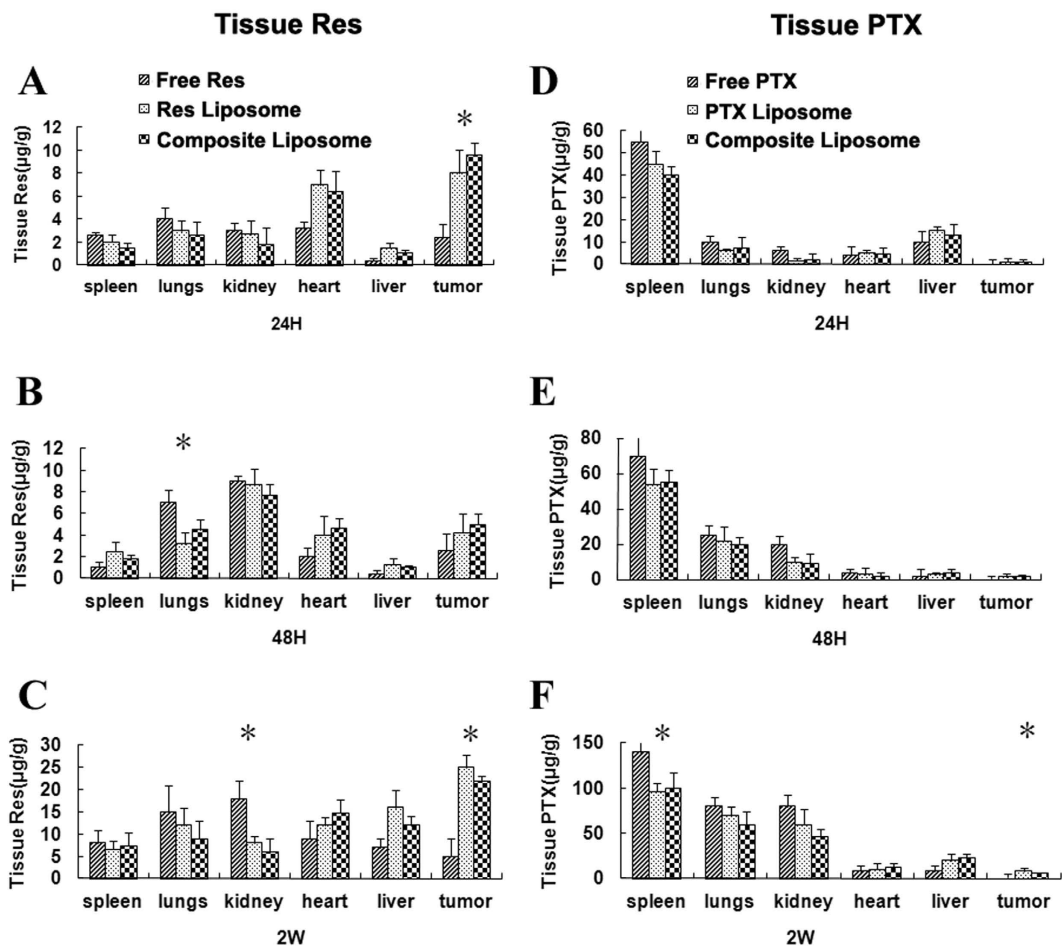 Tissue Res
A
Free Res
Res Liposome
Composite Liposome
*
Tissue Res(μg/g)
12
10
8
6
4
2
0
spleen lungs kidney heart liver tumor
24H
B
*
Tissue Res(μg/g)
12
10
8
6
4
2
0
spleen lungs kidney heart liver tumor
48H
C
* *
Tissue Res(μg/g)
30
25
20
15
10
5
0
spleen lungs kidney heart liver tumor
2W
Tissue PTX
D
Free PTX
PTX Liposome
Composite Liposome
Tissue PTX(μg/g)
60
50
40
30
20
10
0
spleen lungs kidney heart liver tumor
24H
E
Tissue PTX(μg/g)
80
60
40
20
0
spleen lungs kidney heart liver tumor
48H
F
* *
Tissue PTX(μg/g)
150
100
50
0
spleen lungs kidney heart liver tumor
2W